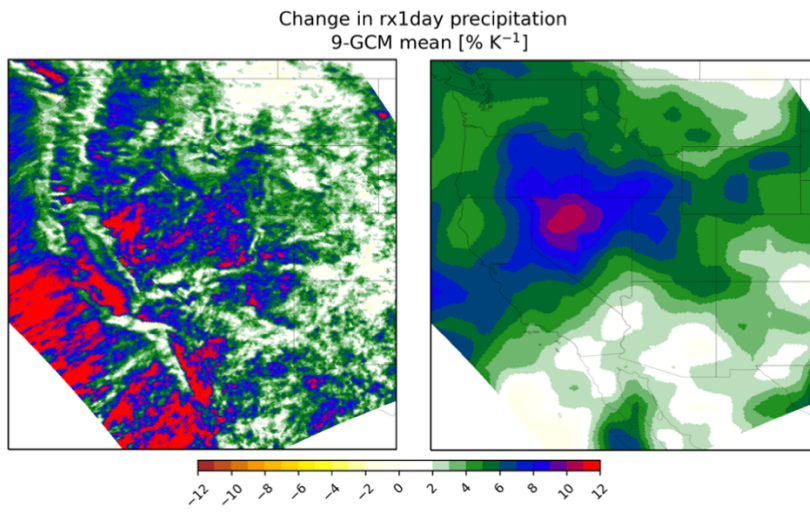 Change in rx1day precipitation
9-GCM mean [% K⁻¹]
−12 −10 −8 −6 −4 −2 0 2 4 6 8 10 12